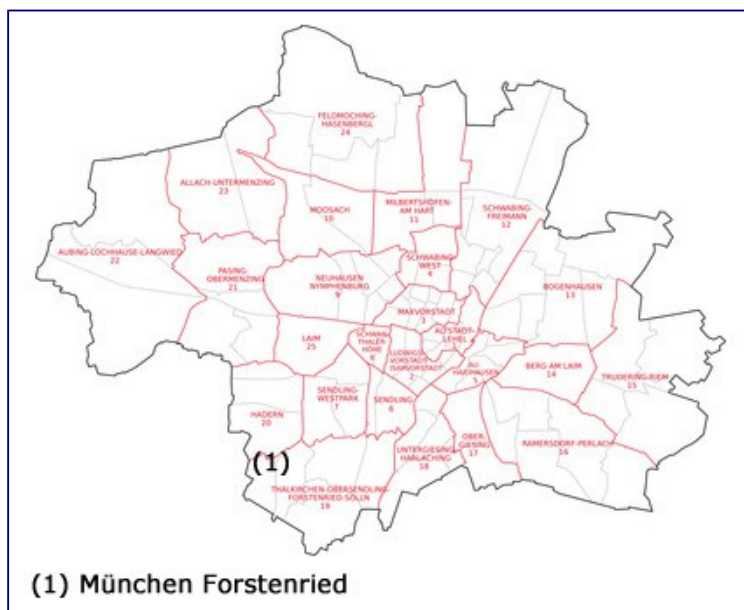 FELDMOCHING-
HASENBERGL
24
ALLACH-UNTERMENZING
23
MOOSACH
10
MILBERTSHOFEN-
AM HART
11
SCHWABING-
FREIMANN
12
AUBING-LOCHHAUSE-LANGWIED
22
PASING-
OBERMENZING
21
NEUHAUSEN
NYMPHENBURG
9
SCHWABING
WEST
4
BOGENHAUSEN
13
MAXVORSTADT
3
LAIM
25
SCHWAN
THALER
HÖHE
8
LUDWIGS
VORSTADT
ISARVORSTADT
2
ALTSTADT-
LEHEL
1
HAIDHAUSEN
5
BERG AM LAIM
14
TRUDERING-RIEM
15
HADERN
20
SENDLING-
WESTPARK
7
SENDLING
6
UNTERGIESING
HARLACHING
18
OBER
GIESING
17
RAMERSDORF-PERLACH
16
(1)
THALKIRCHEN-OBERSENDLING-
FORSTENRIED-SOLLN
19
(1) München Forstenried